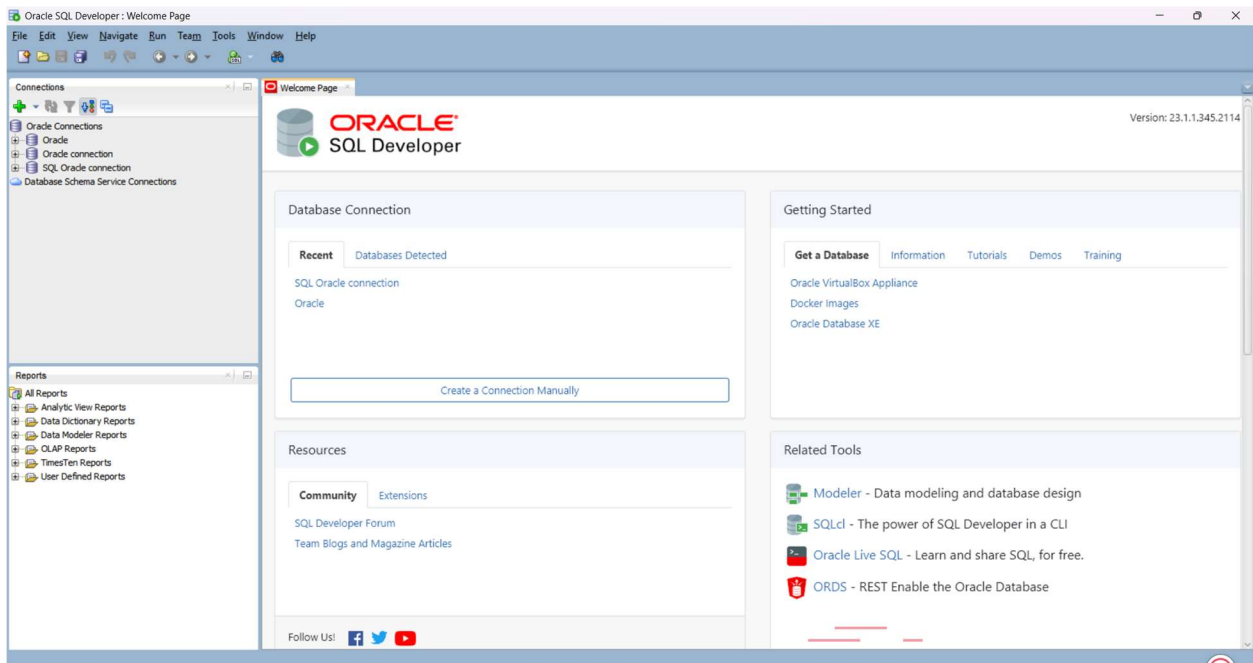 Oracle SQL Developer : Welcome Page
File Edit View Navigate Run Team Tools Window Help
SQL
Connections
Oracle Connections
Oracle
Oracle connection
SQL Oracle connection
Database Schema Service Connections
Reports
All Reports
Analytic View Reports
Data Dictionary Reports
Data Modeler Reports
OLAP Reports
TimesTen Reports
User Defined Reports
Welcome Page
ORACLE
SQL Developer
Version: 23.1.1.345.2114
Database Connection
Recent Databases Detected
SQL Oracle connection
Oracle
Create a Connection Manually
Getting Started
Get a Database Information Tutorials Demos Training
Oracle VirtualBox Appliance
Docker Images
Oracle Database XE
Resources
Community Extensions
SQL Developer Forum
Team Blogs and Magazine Articles
Follow Us!
Related Tools
Modeler - Data modeling and database design
SQLcl - The power of SQL Developer in a CLI
Oracle Live SQL - Learn and share SQL, for free.
ORDS - REST Enable the Oracle Database